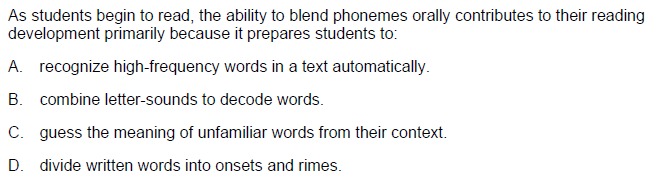 As students begin to read, the ability to blend phonemes orally contributes to their reading
development primarily because it prepares students to:
A. recognize high-frequency words in a text automatically.
B. combine letter-sounds to decode words.
C. guess the meaning of unfamiliar words from their context.
D. divide written words into onsets and rimes.